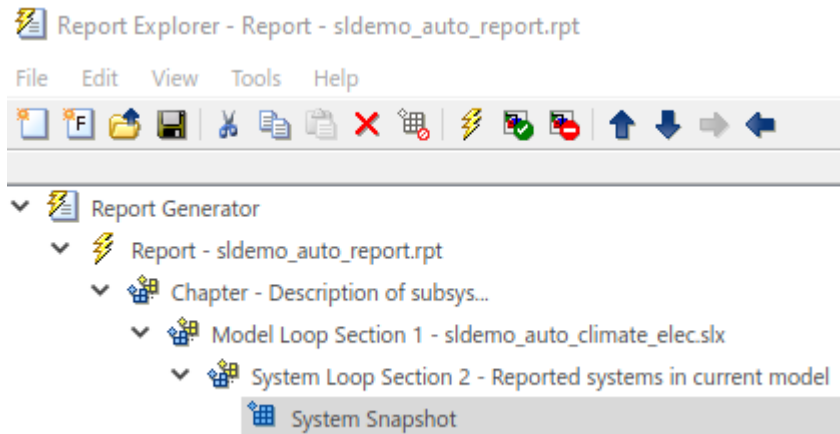 Report Explorer - Report - sldemo_auto_report.rpt
File Edit View Tools Help
F
Report Generator
Report - sldemo_auto_report.rpt
Chapter - Description of subsys...
Model Loop Section 1 - sldemo_auto_climate_elec.slx
System Loop Section 2 - Reported systems in current model
System Snapshot